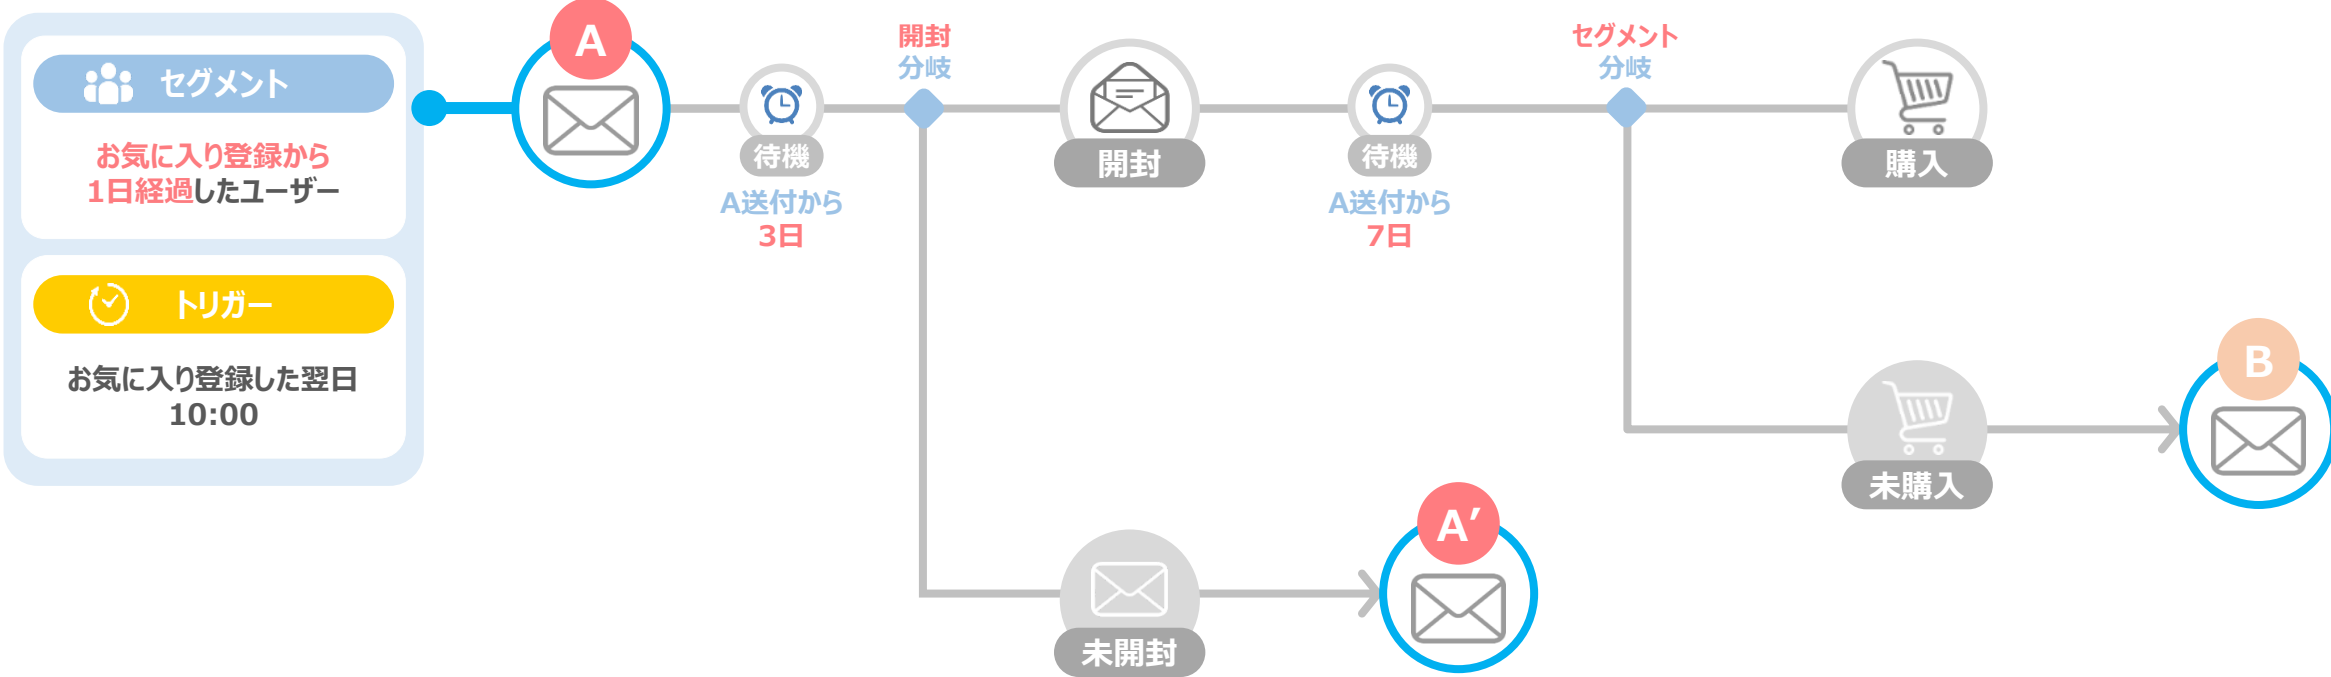 セグメント
お気に入り登録から
1日経過したユーザー
トリガー
お気に入り登録した翌日
10:00
A
待機
A送付から
3日
開封
分岐
開封
待機
A送付から
7日
セグメント
分岐
購入
未購入
B
未開封
A′